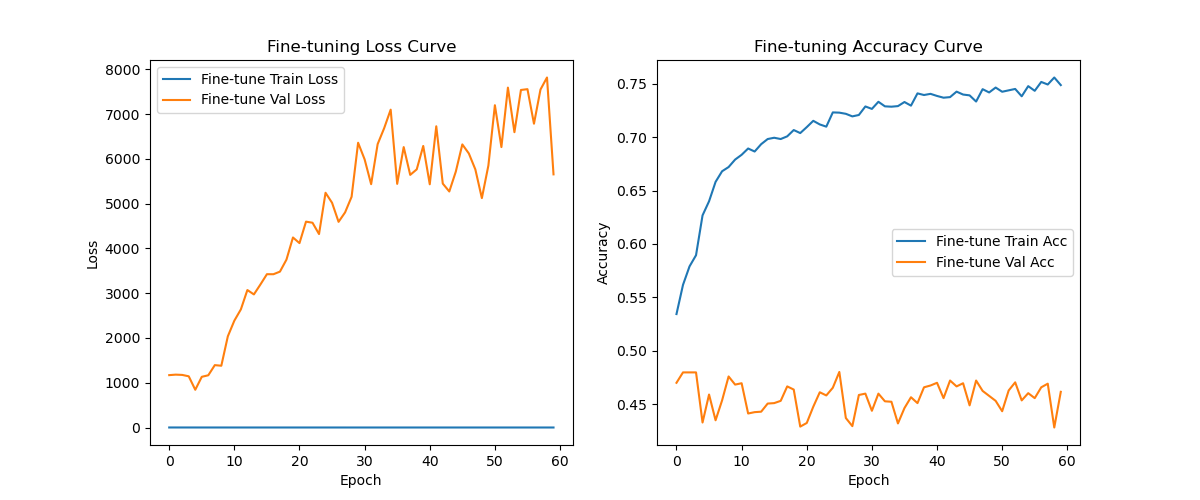 Fine-tuning Loss Curve
Fine-tune Train Loss
Fine-tune Val Loss
Loss
8000
7000
6000
5000
4000
3000
2000
1000
0
0 10 20 30 40 50 60
Epoch
Fine-tuning Accuracy Curve
Fine-tune Train Acc
Fine-tune Val Acc
Accuracy
0.75
0.70
0.65
0.60
0.55
0.50
0.45
0 10 20 30 40 50 60
Epoch